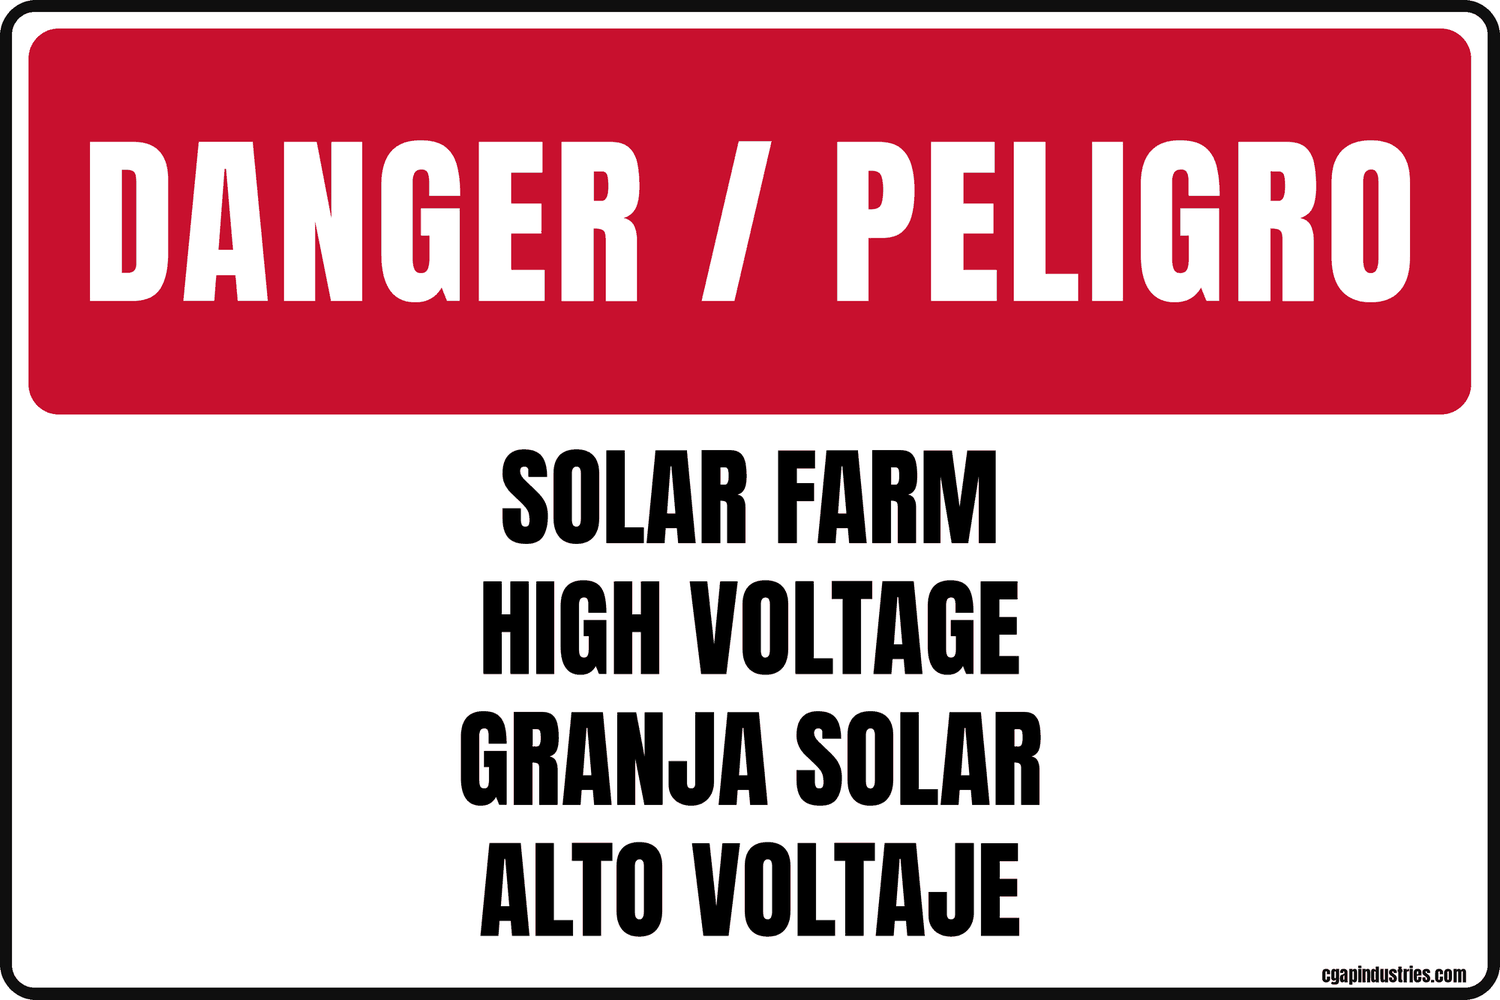 DANGER / PELIGRO
SOLAR FARM
HIGH VOLTAGE
GRANJA SOLAR
ALTO VOLTAJE
cgapindustries.com